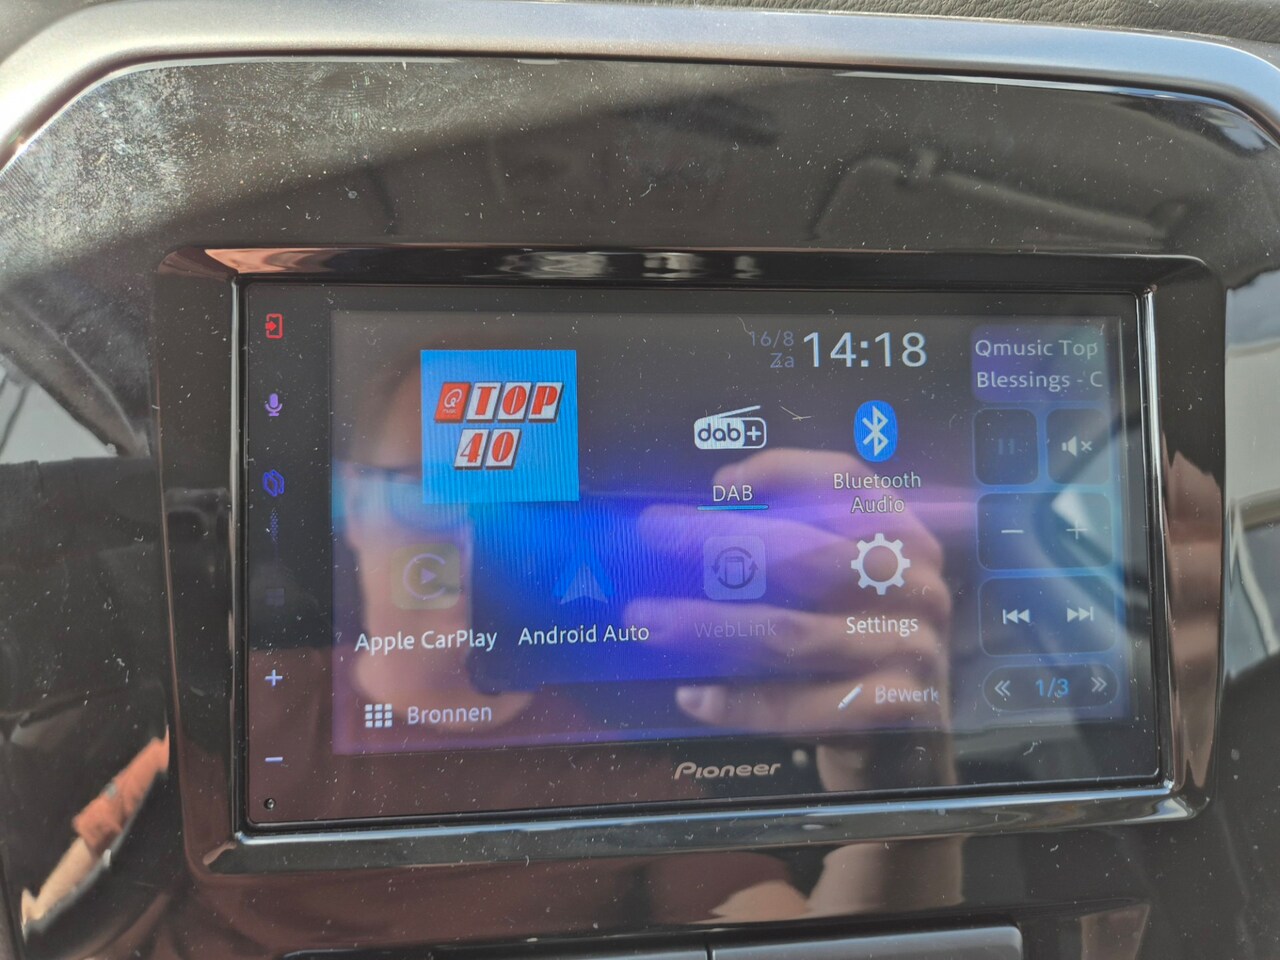 16/8
Za
14:18
Qmusic Top
Blessings - C
Q
TOP
40
dab+
DAB
Bluetooth
Audio
Apple CarPlay
Android Auto
WebLink
Settings
Bronnen
Bewerk
1/3
Pioneer